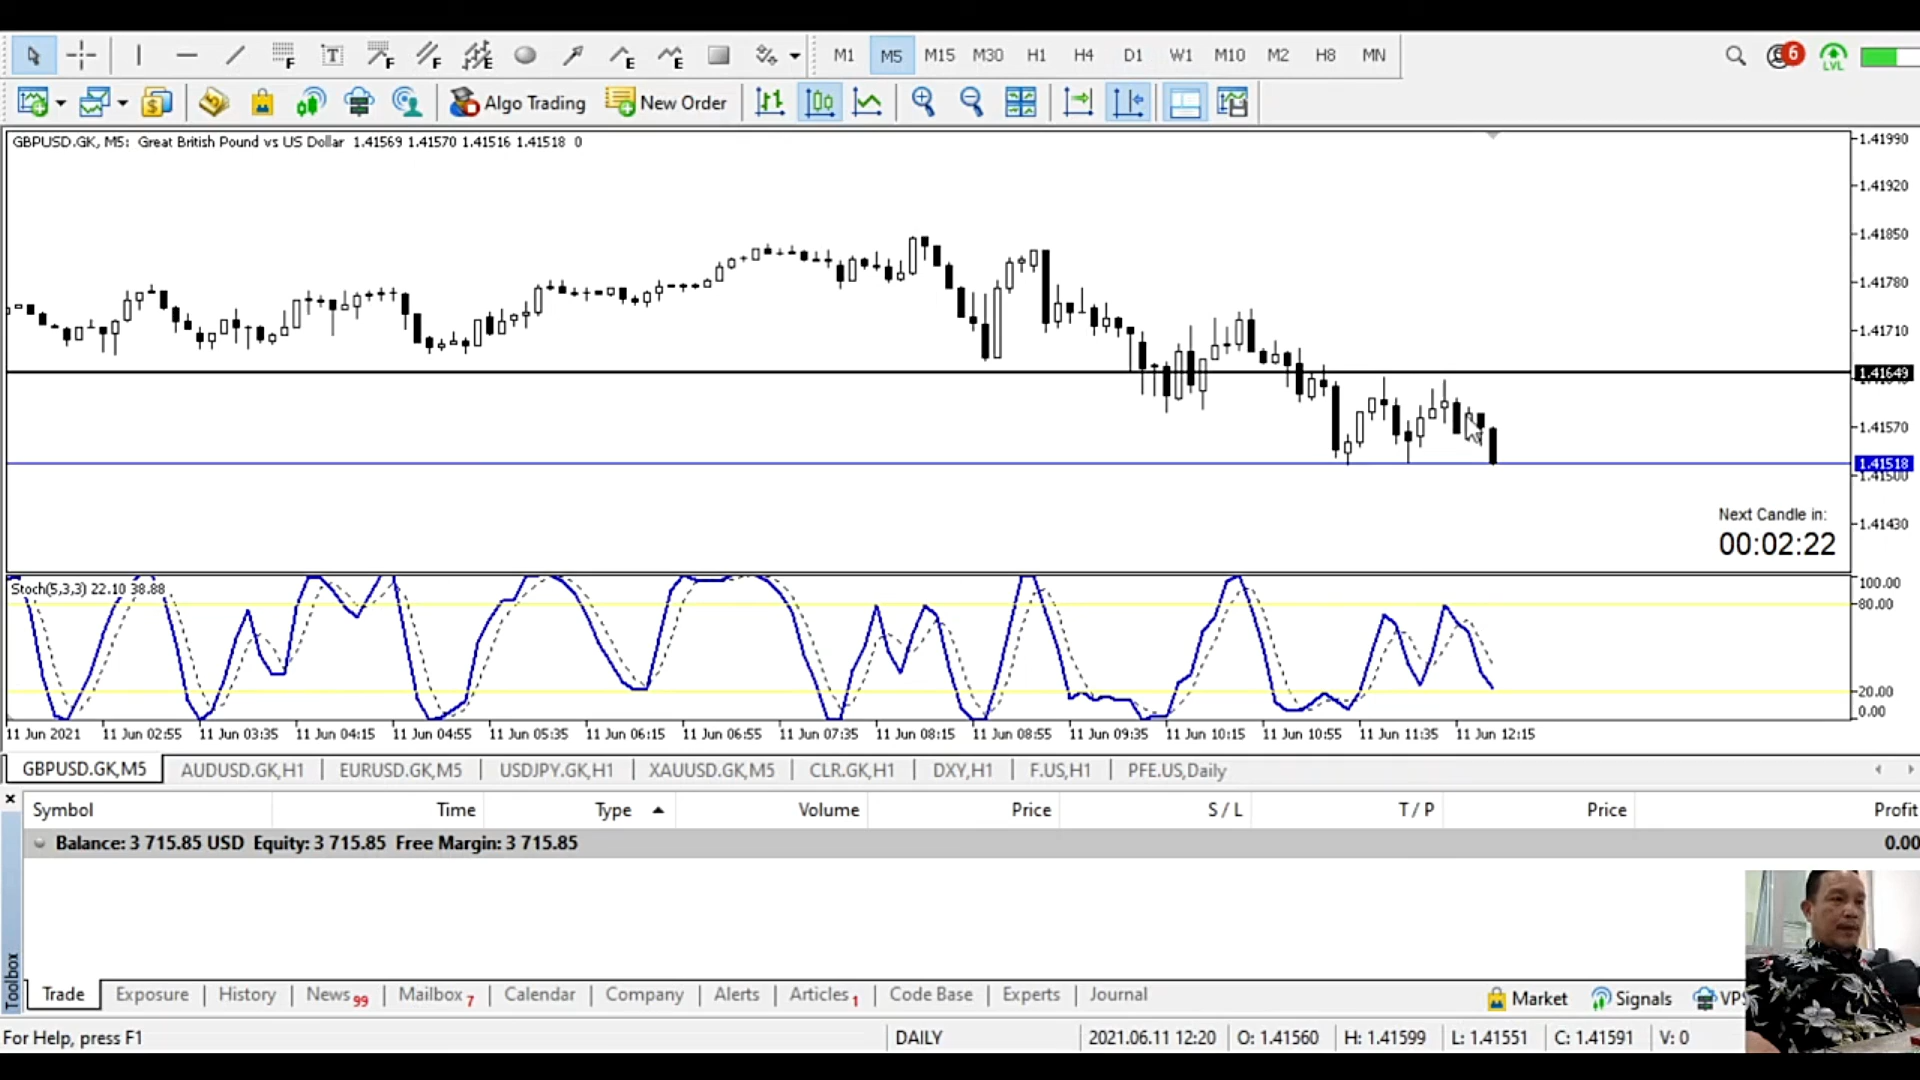 M1 M5 M15 M30 H1 H4 D1 W1 M10 M2 H8 MN 6 LVL
Algo Trading New Order
GBPUSD.GK, M5: Great British Pound vs US Dollar 1.41569 1.41570 1.41516 1.41518 0
1.41990
1.41920
1.41850
1.41780
1.41710
1.41649
1.41570
1.41518
1.41500
1.41430
Next Candle in:
00:02:22
Stoch(5,3,3) 22.10 38.88
100.00
80.00
20.00
0.00
11 Jun 2021 11 Jun 02:55 11 Jun 03:35 11 Jun 04:15 11 Jun 04:55 11 Jun 05:35 11 Jun 06:15 11 Jun 06:55 11 Jun 07:35 11 Jun 08:15 11 Jun 08:55 11 Jun 09:35 11 Jun 10:15 11 Jun 10:55 11 Jun 11:35 11 Jun 12:15
GBPUSD.GK,M5 AUDUSD.GK,H1 EURUSD.GK,M5 USDJPY.GK,H1 XAUUSD.GK,M5 CLR.GK,H1 DXY,H1 F.US,H1 PFE.US,Daily
Symbol Time Type Volume Price S / L T / P Price Profit
Balance: 3 715.85 USD Equity: 3 715.85 Free Margin: 3 715.85 0.00
Toolbox
Trade Exposure History News 99 Mailbox 7 Calendar Company Alerts Articles 1 Code Base Experts Journal Market Signals VPS
For Help, press F1 DAILY 2021.06.11 12:20 O: 1.41560 H: 1.41599 L: 1.41551 C: 1.41591 V: 0